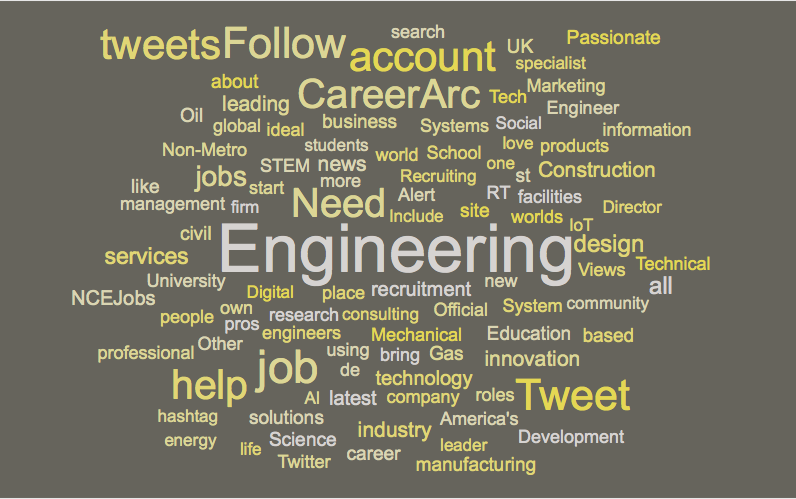 search
tweets Follow account UK Passionate
specialist
about CareerArc Tech Marketing
leading Engineer
Oil global ideal business Systems Social information
Non-Metro students world School love products
STEM news one Construction
jobs Recruiting st
like start more Need Alert RT facilities
management firm Include site worlds Director
civil Engineering IoT design
services Views Technical
University Digital place recruitment new all
NCEJobs
people own pros research consulting Official System community
engineers Mechanical Education based
professional Other using bring Gas innovation
job de technology
help AI latest company roles Tweet
hashtag solutions America's
energy Science industry Development
life Twitter career leader manufacturing